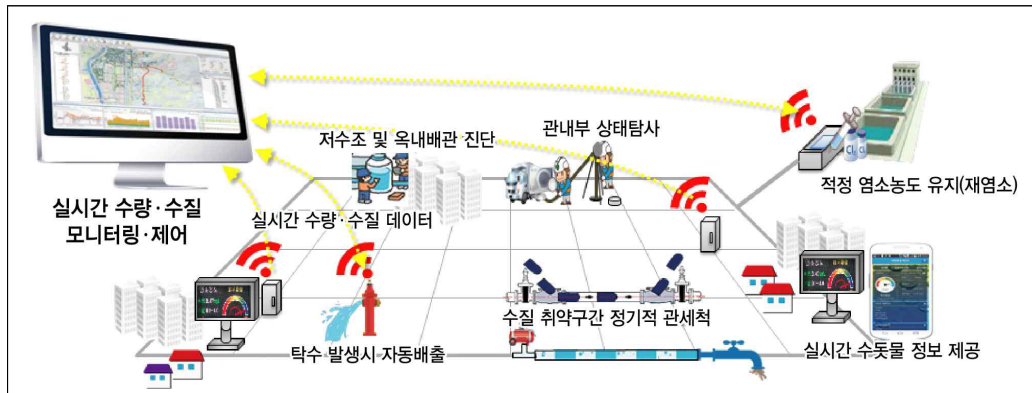 저수조 및 옥내배관 진단
관내부 상태탐사
적정 염소농도 유지(재염소)
실시간 수량·수질
모니터링·제어
실시간 수량·수질 데이터
수질 취약구간 정기적 관세척
탁수 발생시 자동배출
실시간 수돗물 정보 제공